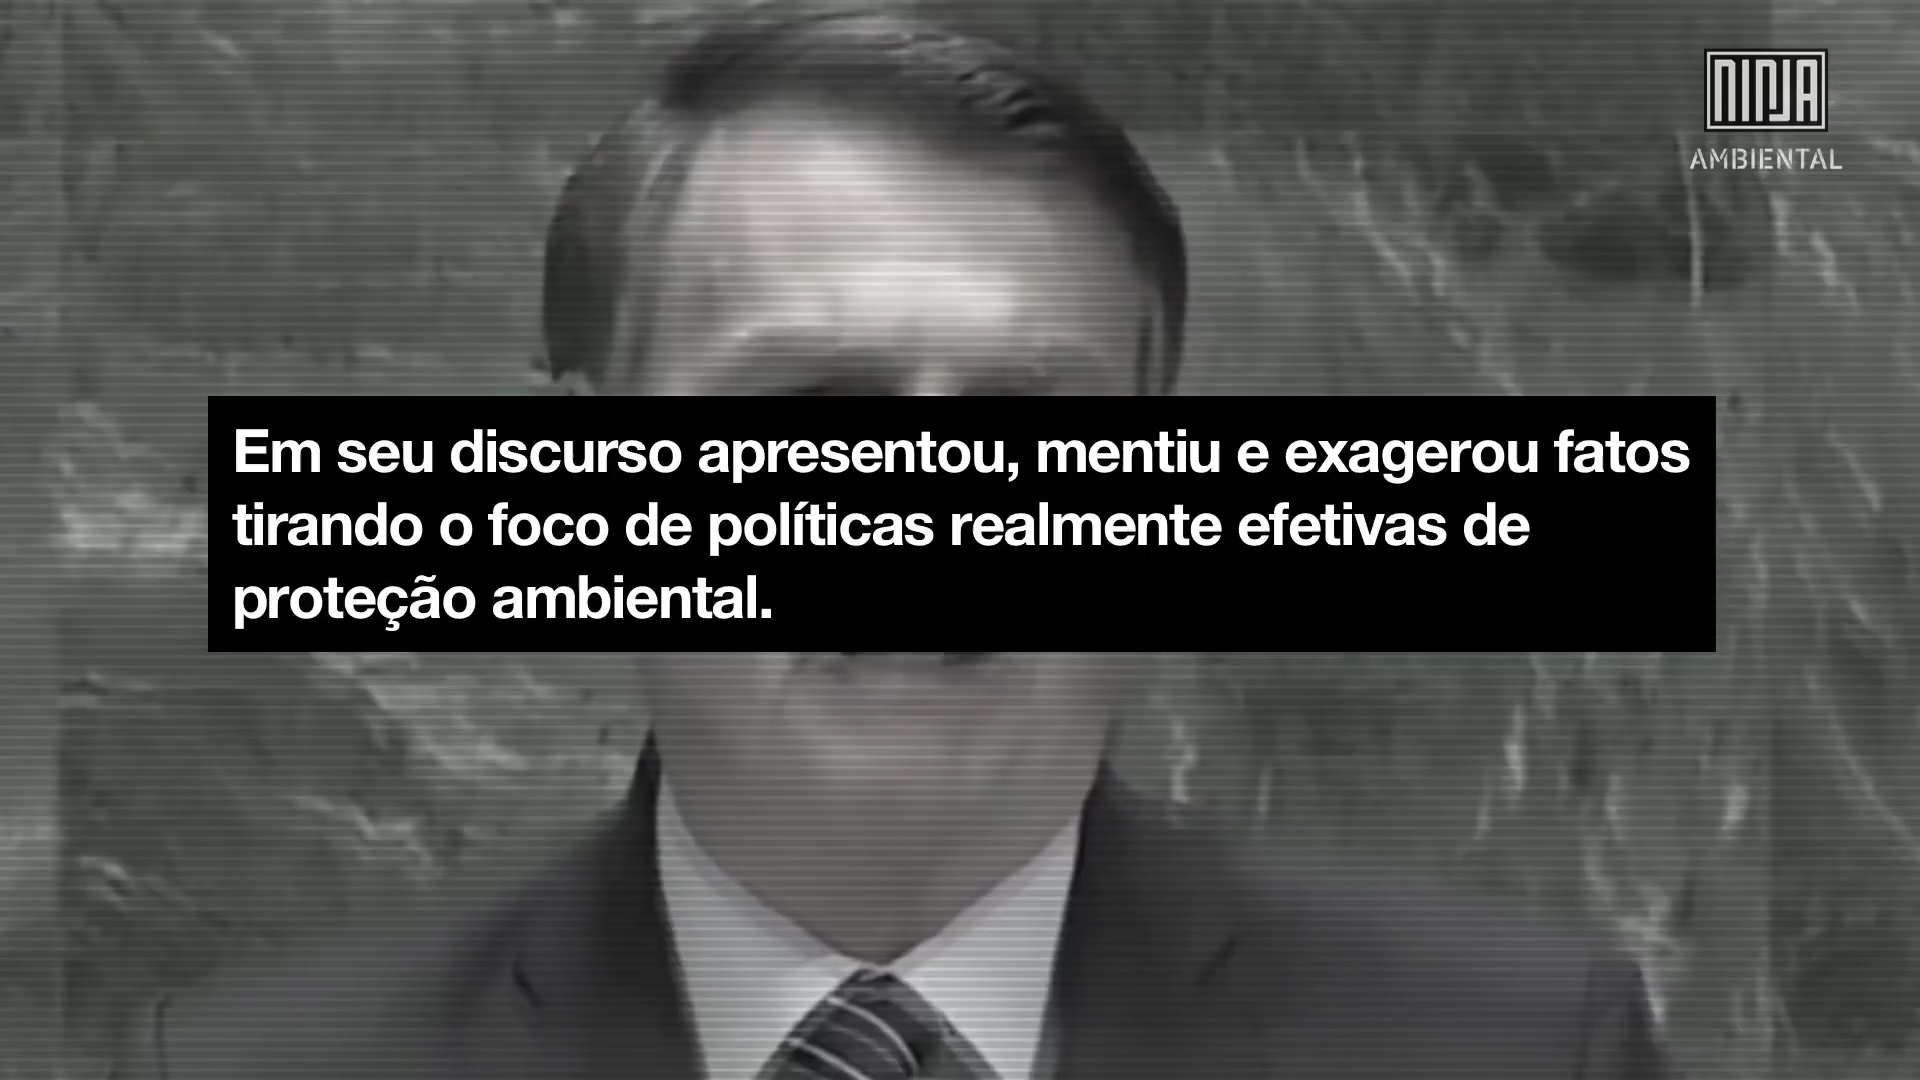 NINJA
AMBIENTAL
Em seu discurso apresentou, mentiu e exagerou fatos
tirando o foco de políticas realmente efetivas de
proteção ambiental.